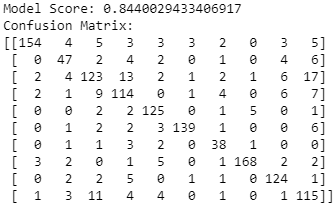 Model Score: 0.8440029433406917
Confusion Matrix:
[[154 4 5 3 3 3 2 0 3 5]
[ 0 47 2 4 2 0 1 0 4 6]
[ 2 4 123 13 2 1 2 1 6 17]
[ 2 1 9 114 0 1 4 0 6 7]
[ 0 0 2 2 125 0 1 5 0 1]
[ 0 1 2 2 3 139 1 0 0 6]
[ 0 1 1 3 2 0 38 1 0 0]
[ 3 2 0 1 5 0 1 168 2 2]
[ 0 2 2 5 0 1 1 0 124 1]
[ 1 3 11 4 4 0 1 0 1 115]]